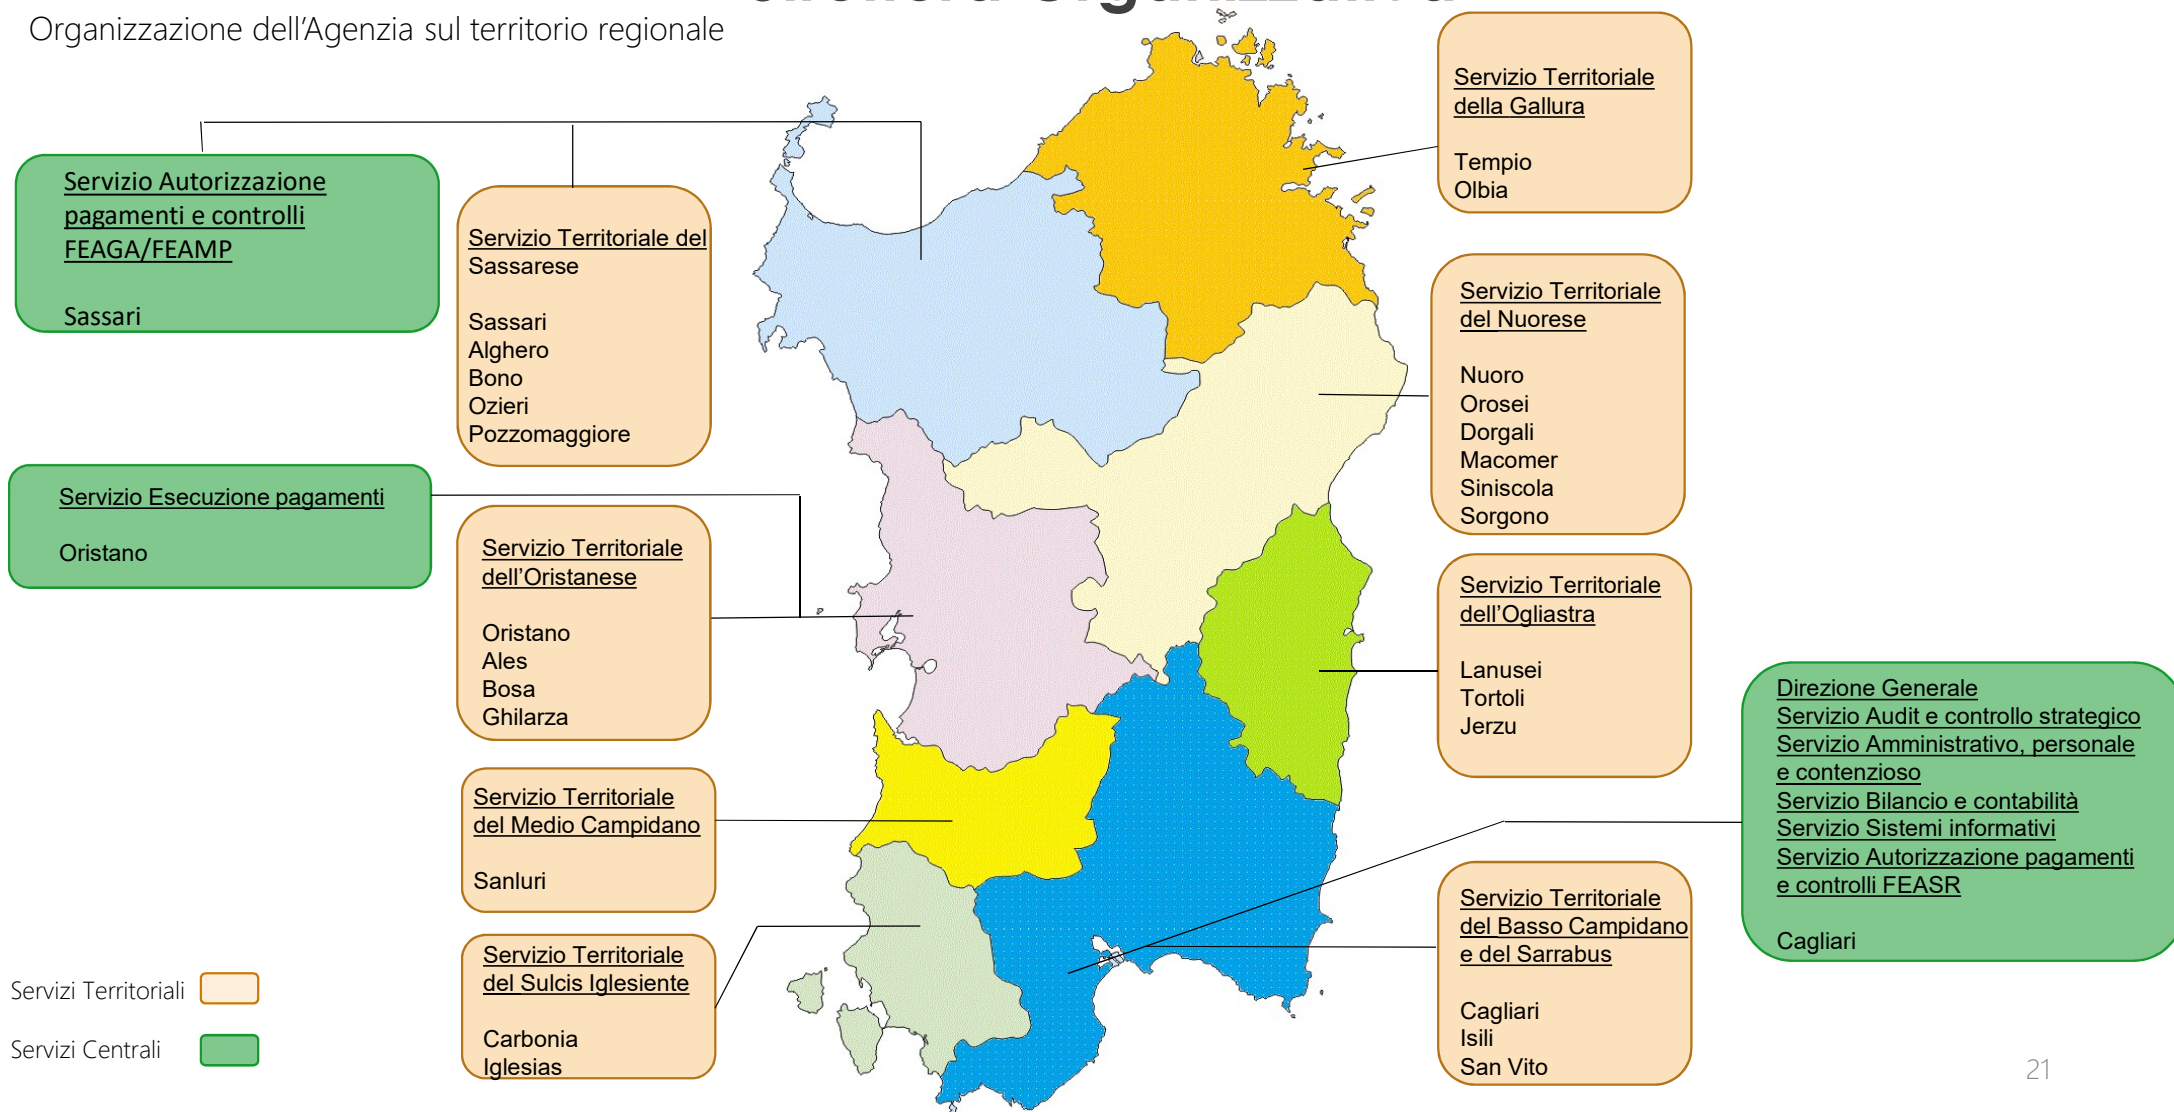 Organizzazione dell’Agenzia sul territorio regionale
Servizio Autorizzazione
pagamenti e controlli
FEAGA/FEAMP
Sassari
Servizio Territoriale del
Sassarese
Sassari
Alghero
Bono
Ozieri
Pozzomaggiore
Servizio Esecuzione pagamenti
Oristano
Servizio Territoriale
dell’Oristanese
Oristano
Ales
Bosa
Ghilarza
Servizio Territoriale
del Medio Campidano
Sanluri
Servizio Territoriale
del Sulcis Iglesiente
Carbonia
Iglesias
Servizio Territoriale
della Gallura
Tempio
Olbia
Servizio Territoriale
del Nuorese
Nuoro
Orosei
Dorgali
Macomer
Siniscola
Sorgono
Servizio Territoriale
dell’Ogliastra
Lanusei
Tortoli
Jerzu
Servizio Territoriale
del Basso Campidano
e del Sarrabus
Cagliari
Isili
San Vito
Direzione Generale
Servizio Audit e controllo strategico
Servizio Amministrativo, personale
e contenzioso
Servizio Bilancio e contabilità
Servizio Sistemi informativi
Servizio Autorizzazione pagamenti
e controlli FEASR
Cagliari
Servizi Territoriali
Servizi Centrali
21